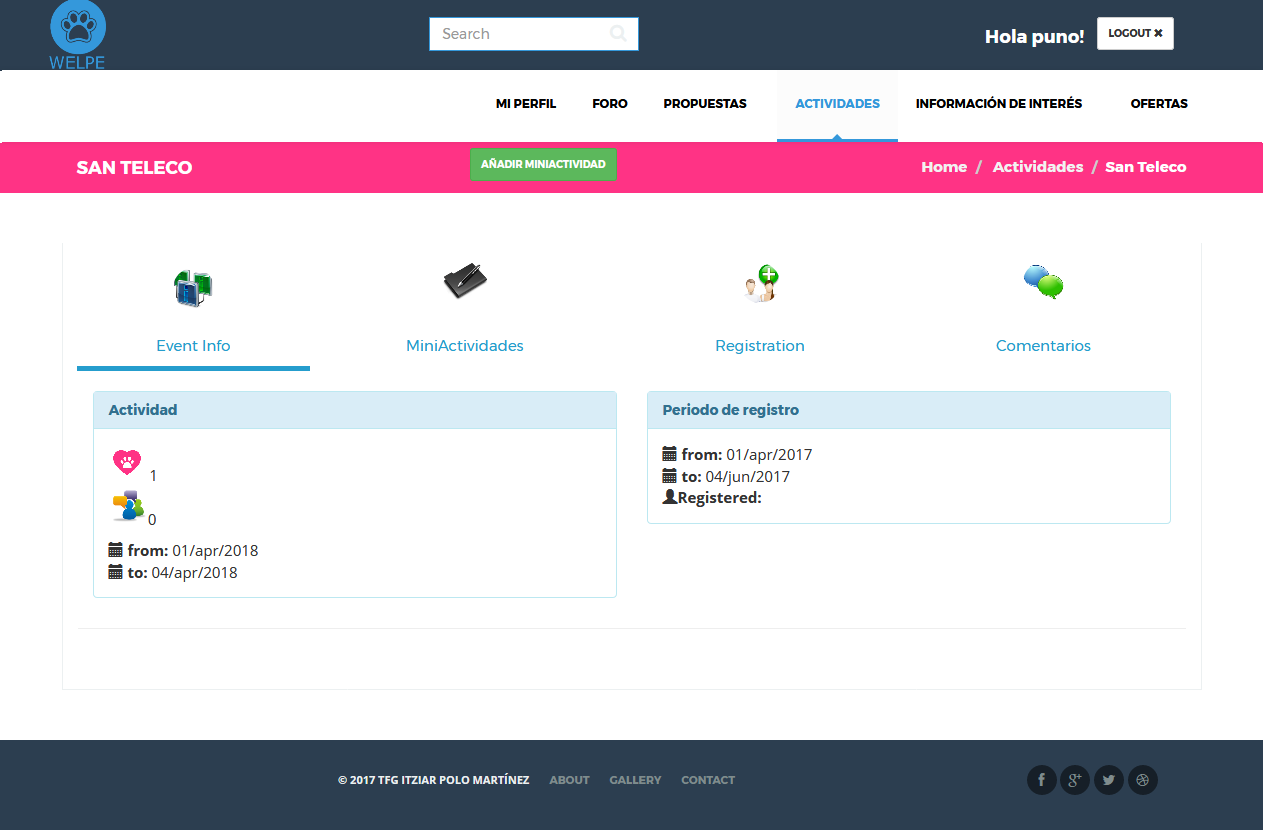 WELPE
Search
Hola puno!
LOGOUT ✖
MI PERFIL FORO PROPUESTAS ACTIVIDADES INFORMACIÓN DE INTERÉS OFERTAS
SAN TELECO
AÑADIR MINIACTIVIDAD
Home / Actividades / San Teleco
Event Info
MiniActividades
Registration
Comentarios
Actividad
1
0
from: 01/apr/2018
to: 04/apr/2018
Periodo de registro
from: 01/apr/2017
to: 04/jun/2017
Registered:
© 2017 TFG ITZIAR POLO MARTÍNEZ ABOUT GALLERY CONTACT